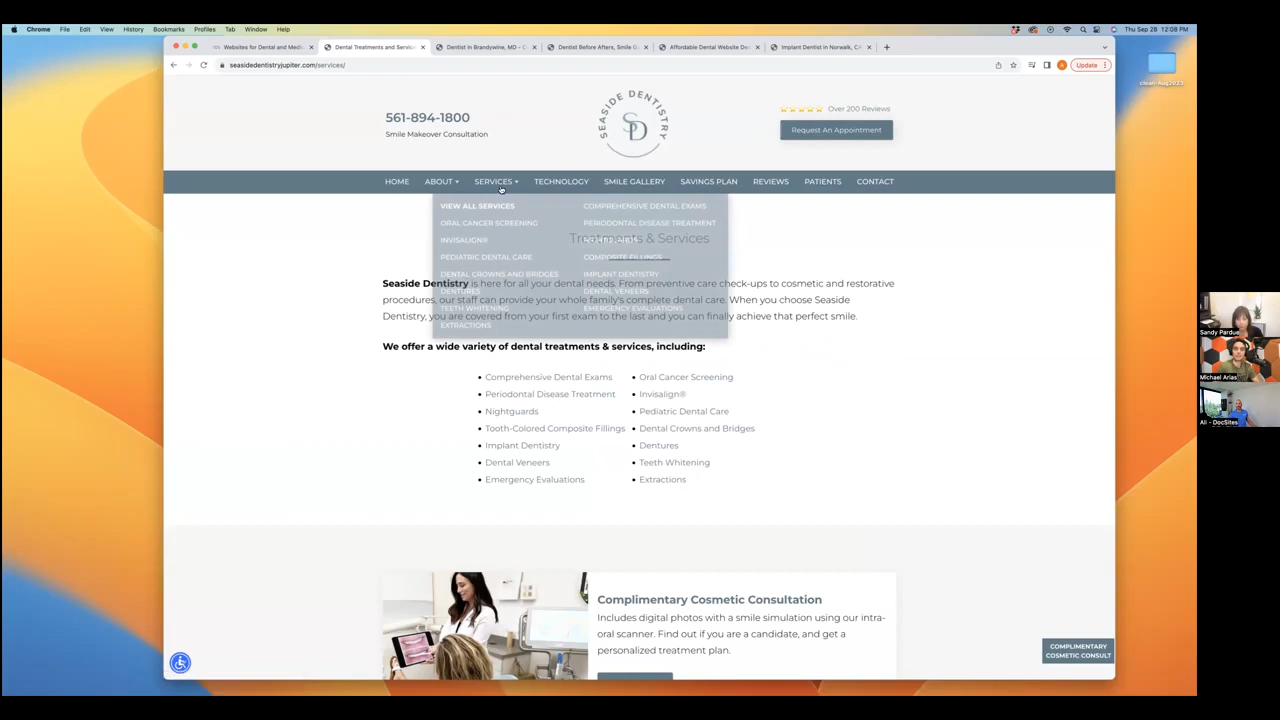 Chrome File Edit View History Bookmarks Profiles Tab Window Help
Thu Sep 28 12:08 PM
Websites for Dental and Medic
Dental Treatments and Service
Dentist in Brandywine, MD - C
Dentist Before Afters, Smile G
Affordable Dental Website De
Implant Dentist in Norwalk, CA
seasidedentistryjupiter.com/services/
Update
clean-Aug2023
561-894-1800
Smile Makeover Consultation
SEASIDE DENTISTRY
SD
Over 200 Reviews
Request An Appointment
HOME ABOUT SERVICES TECHNOLOGY SMILE GALLERY SAVINGS PLAN REVIEWS PATIENTS CONTACT
VIEW ALL SERVICES COMPREHENSIVE DENTAL EXAMS
ORAL CANCER SCREENING PERIODONTAL DISEASE TREATMENT
Treatments & Services
INVISALIGN®
PEDIATRIC DENTAL CARE COMPOSITE FILLINGS
DENTAL CROWNS AND BRIDGES IMPLANT DENTISTRY
Seaside Dentistry is here for all your dental needs. From preventive care check-ups to cosmetic and restorative
DENTURES DENTAL VENEERS
procedures, our staff can provide your whole family's complete dental care. When you choose Seaside
TEETH WHITENING EMERGENCY EVALUATIONS
Dentistry, you are covered from your first exam to the last and you can finally achieve that perfect smile.
EXTRACTIONS
We offer a wide variety of dental treatments & services, including:
• Comprehensive Dental Exams • Oral Cancer Screening
• Periodontal Disease Treatment • Invisalign®
• Nightguards • Pediatric Dental Care
• Tooth-Colored Composite Fillings • Dental Crowns and Bridges
• Implant Dentistry • Dentures
• Dental Veneers • Teeth Whitening
• Emergency Evaluations • Extractions
Complimentary Cosmetic Consultation
Includes digital photos with a smile simulation using our intra-
oral scanner. Find out if you are a candidate, and get a
personalized treatment plan.
COMPLIMENTARY
COSMETIC CONSULT
Sandy Pardue
Michael Arias
Ali - DocSites